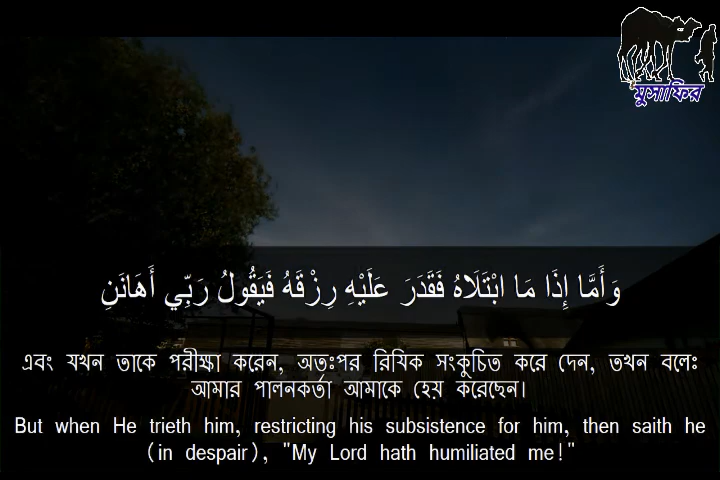 মুসাফির
وَأَمَّا إِذَا مَا ابْتَلَاهُ فَقَدَرَ عَلَيْهِ رِزْقَهُ فَيَقُولُ رَبِّي أَهَانَنِ
এবং যখন তাকে পরীক্ষা করেন, অতঃপর রিযিক সংকুচিত করে দেন, তখন বলেঃ
আমার পালনকর্তা আমাকে হেয় করেছেন।
But when He trieth him, restricting his subsistence for him, then saith he
(in despair), "My Lord hath humiliated me!"